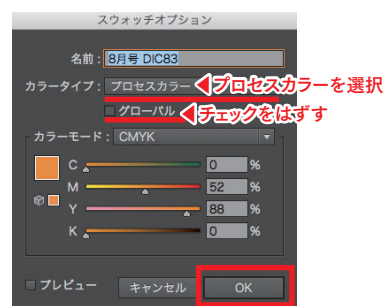 スウォッチオプション
名前：8月号 DIC83
カラータイプ：プロセスカラー プロセスカラーを選択
グローバル チェックをはずす
カラーモード：CMYK
C 0 %
M 52 %
Y 88 %
K 0 %
プレビュー キャンセル OK